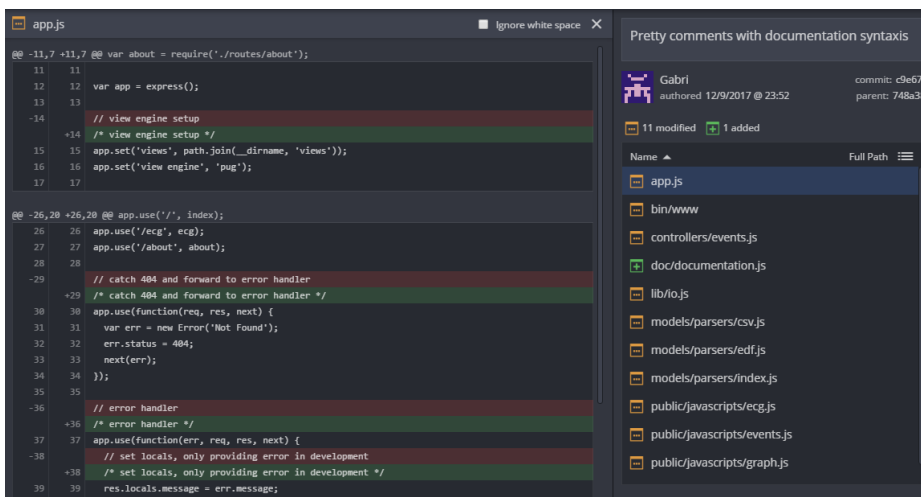 app.js
Ignore white space
@@ -11,7 +11,7 @@ var about = require('./routes/about');
11 11
12 12 var app = express();
13 13
-14 // view engine setup
+14 /* view engine setup */
15 15 app.set('views', path.join(__dirname, 'views'));
16 16 app.set('view engine', 'pug');
17 17
@@ -26,20 +26,20 @@ app.use('/', index);
26 26 app.use('/ecg', ecg);
27 27 app.use('/about', about);
28 28
-29 // catch 404 and forward to error handler
+29 /* catch 404 and forward to error handler */
30 30 app.use(function(req, res, next) {
31 31 var err = new Error('Not Found');
32 32 err.status = 404;
33 33 next(err);
34 34 });
35 35
-36 // error handler
+36 /* error handler */
37 37 app.use(function(err, req, res, next) {
-38 // set locals, only providing error in development
+38 /* set locals, only providing error in development */
39 39 res.locals.message = err.message;
Pretty comments with documentation syntaxis
Gabri
authored 12/9/2017 @ 23:52
commit: c9e67
parent: 748a3
11 modified 1 added
Name Full Path
app.js
bin/www
controllers/events.js
doc/documentation.js
lib/io.js
models/parsers/csv.js
models/parsers/edf.js
models/parsers/index.js
public/javascripts/ecg.js
public/javascripts/events.js
public/javascripts/graph.js